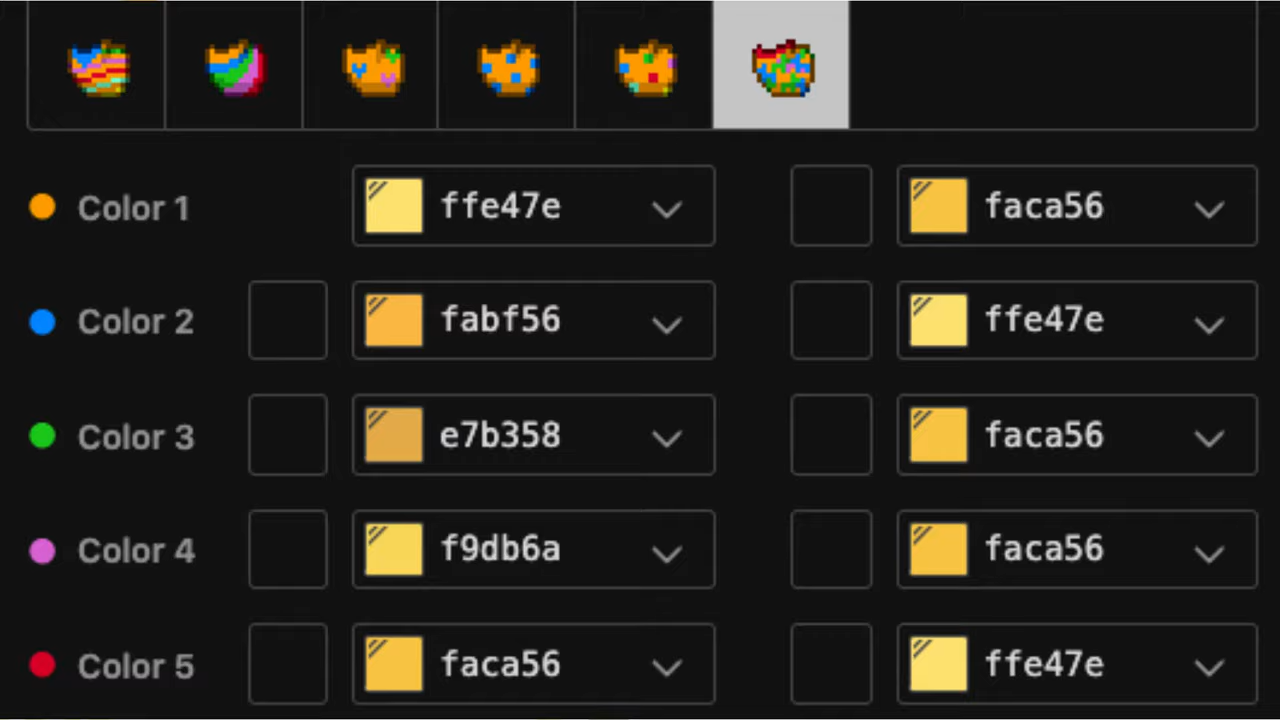 Color 1 ffe47e faca56
Color 2 fabf56 ffe47e
Color 3 e7b358 faca56
Color 4 f9db6a faca56
Color 5 faca56 ffe47e